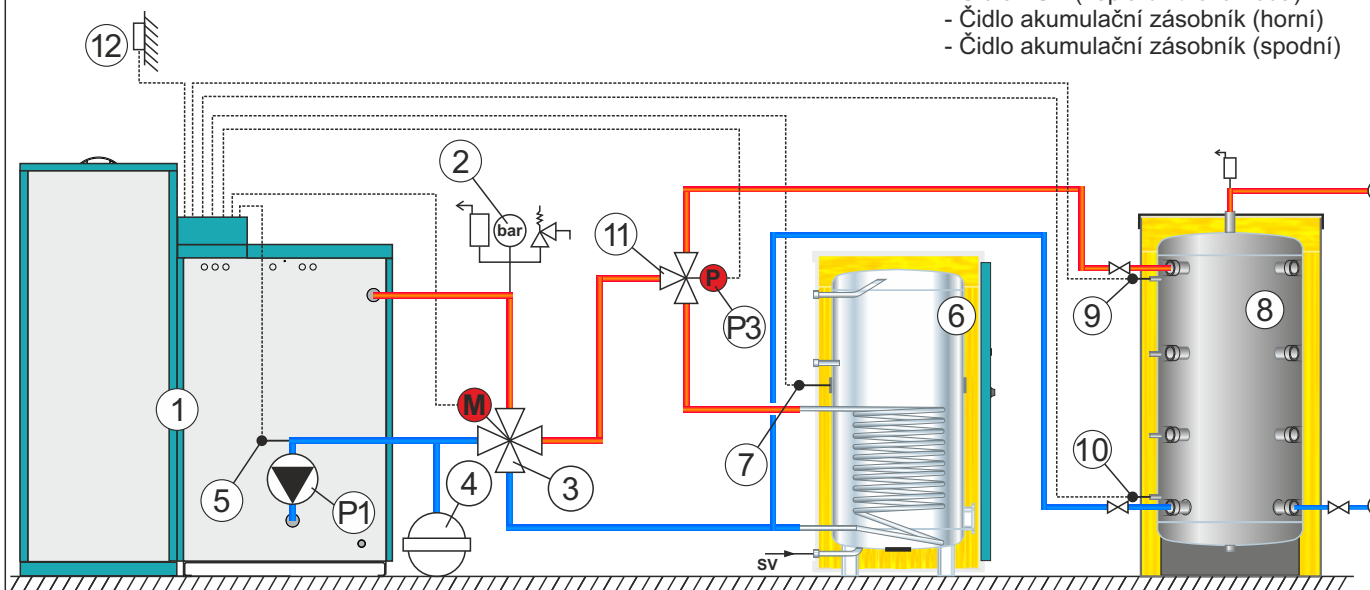 - Čidlo akumulační zásobník (horní)
- Čidlo akumulační zásobník (spodní)
12
2
bar
11
P
P3
6
9
8
1
M
7
10
5
P1
4
3
SV